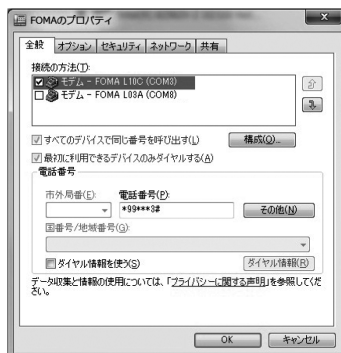 FOMAのプロパティ
全般 オプション セキュリティ ネットワーク 共有
接続の方法(T):
モデム - FOMA L10C (COM3)
モデム - FOMA L03A (COM8)
すべてのデバイスで同じ番号を呼び出す(L) 構成(O)...
最初に利用できるデバイスのみダイヤルする(A)
電話番号
市外局番(E): 電話番号(P):
*99***3# その他(N)
国番号/地域番号(G):
ダイヤル情報を使う(S) ダイヤル情報(R)
データ収集と情報の使用については、「プライバシーに関する声明」を参照してくだ
さい。
OK キャンセル